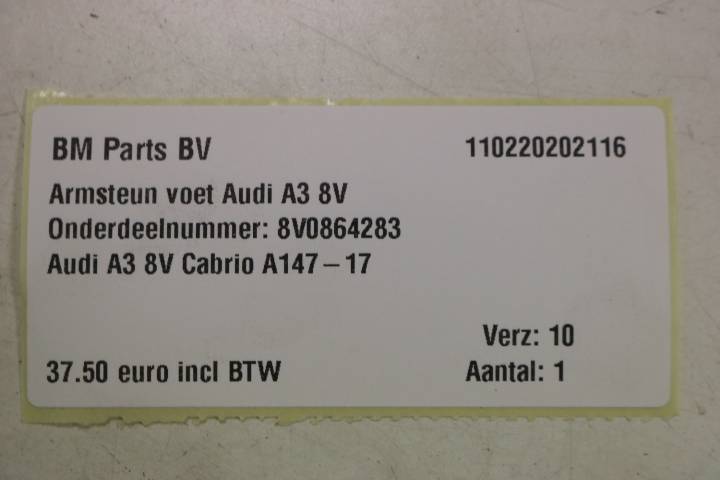 BM Parts BV 110220202116
Armsteun voet Audi A3 8V
Onderdeelnummer: 8V0864283
Audi A3 8V Cabrio A147-17
Verz: 10
37.50 euro incl BTW Aantal: 1